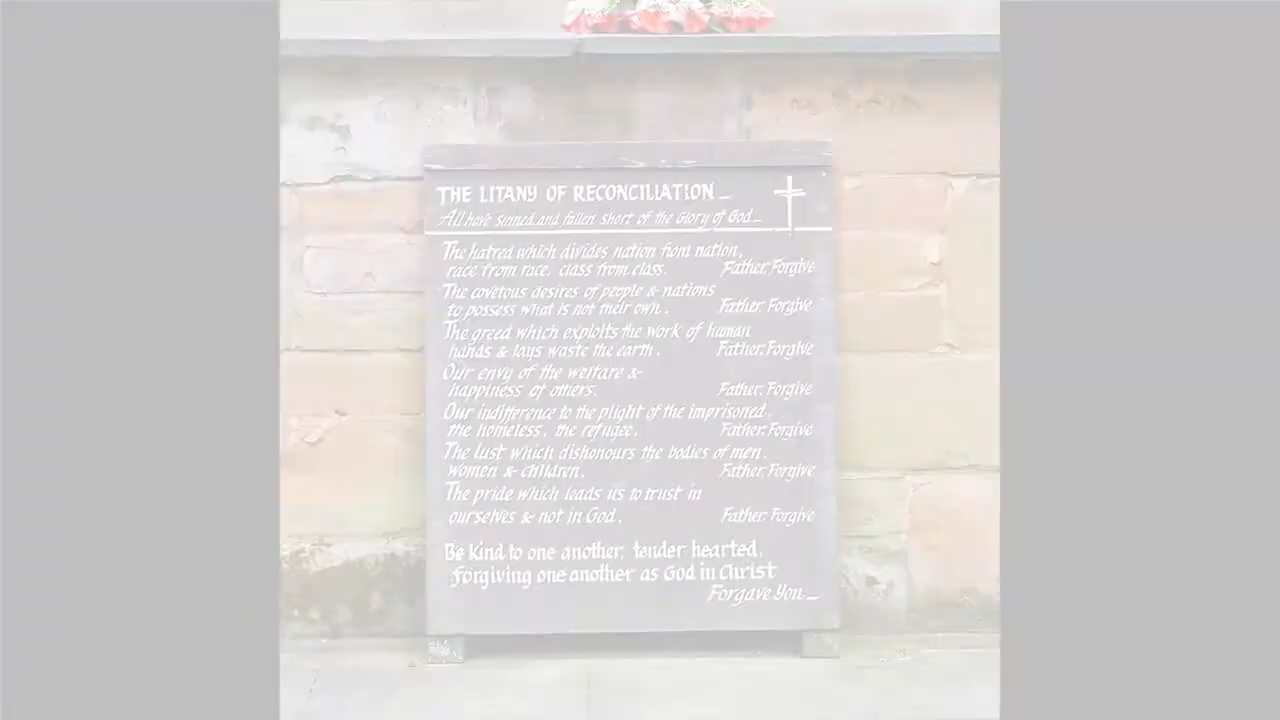 THE LITANY OF RECONCILIATION_
All have sinned and fallen short of the Glory of God_
The hatred which divides nation from nation,
race from race, class from class. Father, Forgive
The covetous desires of people & nations
to possess what is not their own. Father, Forgive
The greed which exploits the work of human
hands & lays waste the earth. Father, Forgive
Our envy of the welfare &
happiness of others. Father, Forgive
Our indifference to the plight of the imprisoned,
the homeless, the refugee. Father, Forgive
The lust which dishonours the bodies of men,
women & children. Father, Forgive
The pride which leads us to trust in
ourselves & not in God. Father, Forgive
Be kind to one another, tender hearted,
forgiving one another as God in Christ
Forgave You_